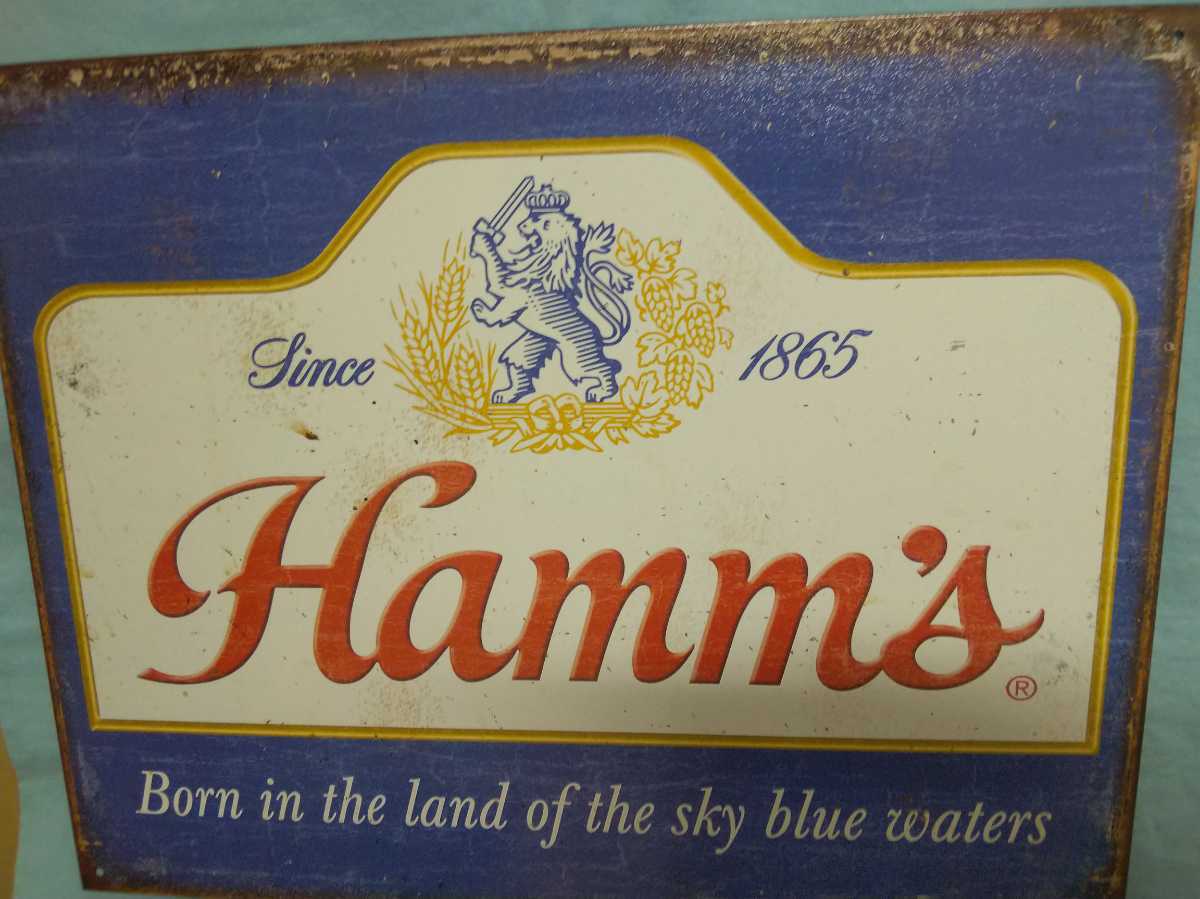 Since 1865
Hamm's ®
Born in the land of the sky blue waters